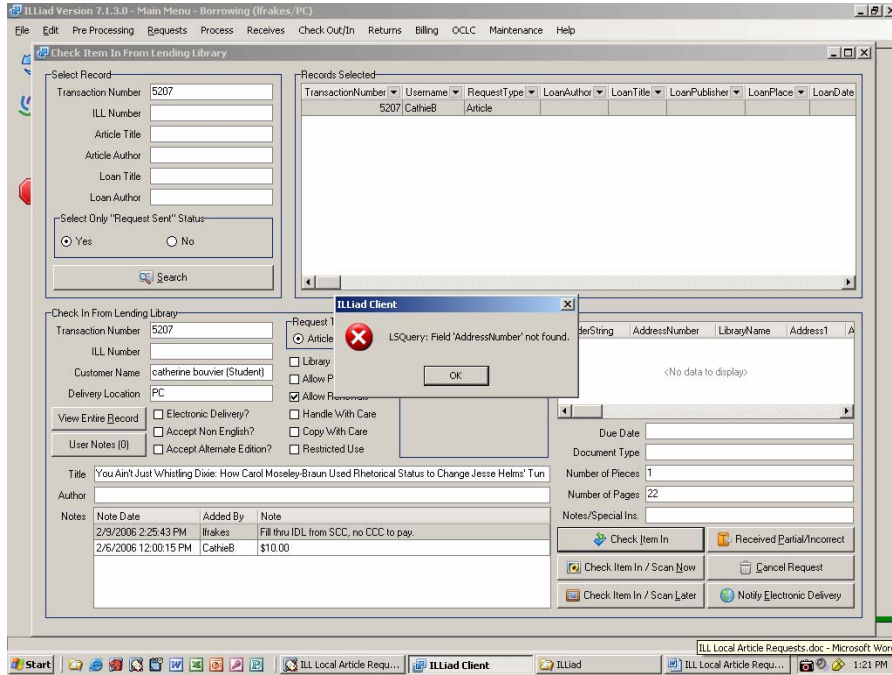 ILLiad Version 7.1.3.0 - Main Menu - Borrowing (lfrakes/PC)
File Edit Pre Processing Requests Process Receives Check Out/In Returns Billing OCLC Maintenance Help
Check Item In From Lending Library
Select Record
Transaction Number 5207
ILL Number
Article Title
Article Author
Loan Title
Loan Author
Select Only "Request Sent" Status
Yes No
Search
Records Selected
TransactionNumber Username RequestType LoanAuthor LoanTitle LoanPublisher LoanPlace LoanDate
5207 CathieB Article
ILLiad Client
LSQuery: Field 'AddressNumber' not found.
OK
Check In From Lending Library
Transaction Number 5207
ILL Number
Customer Name catherine bouvier (Student)
Delivery Location PC
View Entire Record
User Notes (0)
Electronic Delivery?
Accept Non English?
Accept Alternate Edition?
Request T
Article
Library
Allow P
Allow Renewals
Handle With Care
Copy With Care
Restricted Use
derString AddressNumber LibraryName Address1 A
<No data to display>
Due Date
Document Type
Number of Pieces 1
Number of Pages 22
Notes/Special Ins.
Title You Ain't Just Whistling Dixie: How Carol Moseley-Braun Used Rhetorical Status to Change Jesse Helms' Tun
Author
Notes Note Date Added By Note
2/9/2006 2:25:43 PM lfrakes Fill thru IDL from SCC, no CCC to pay.
2/6/2006 12:00:15 PM CathieB $10.00
Check Item In Received Partial/Incorrect
Check Item In / Scan Now Cancel Request
Check Item In / Scan Later Notify Electronic Delivery
ILL Local Article Requests.doc - Microsoft Wor
Start ILL Local Article Requ... ILLiad Client ILLiad ILL Local Article Requ... 1:21 PM